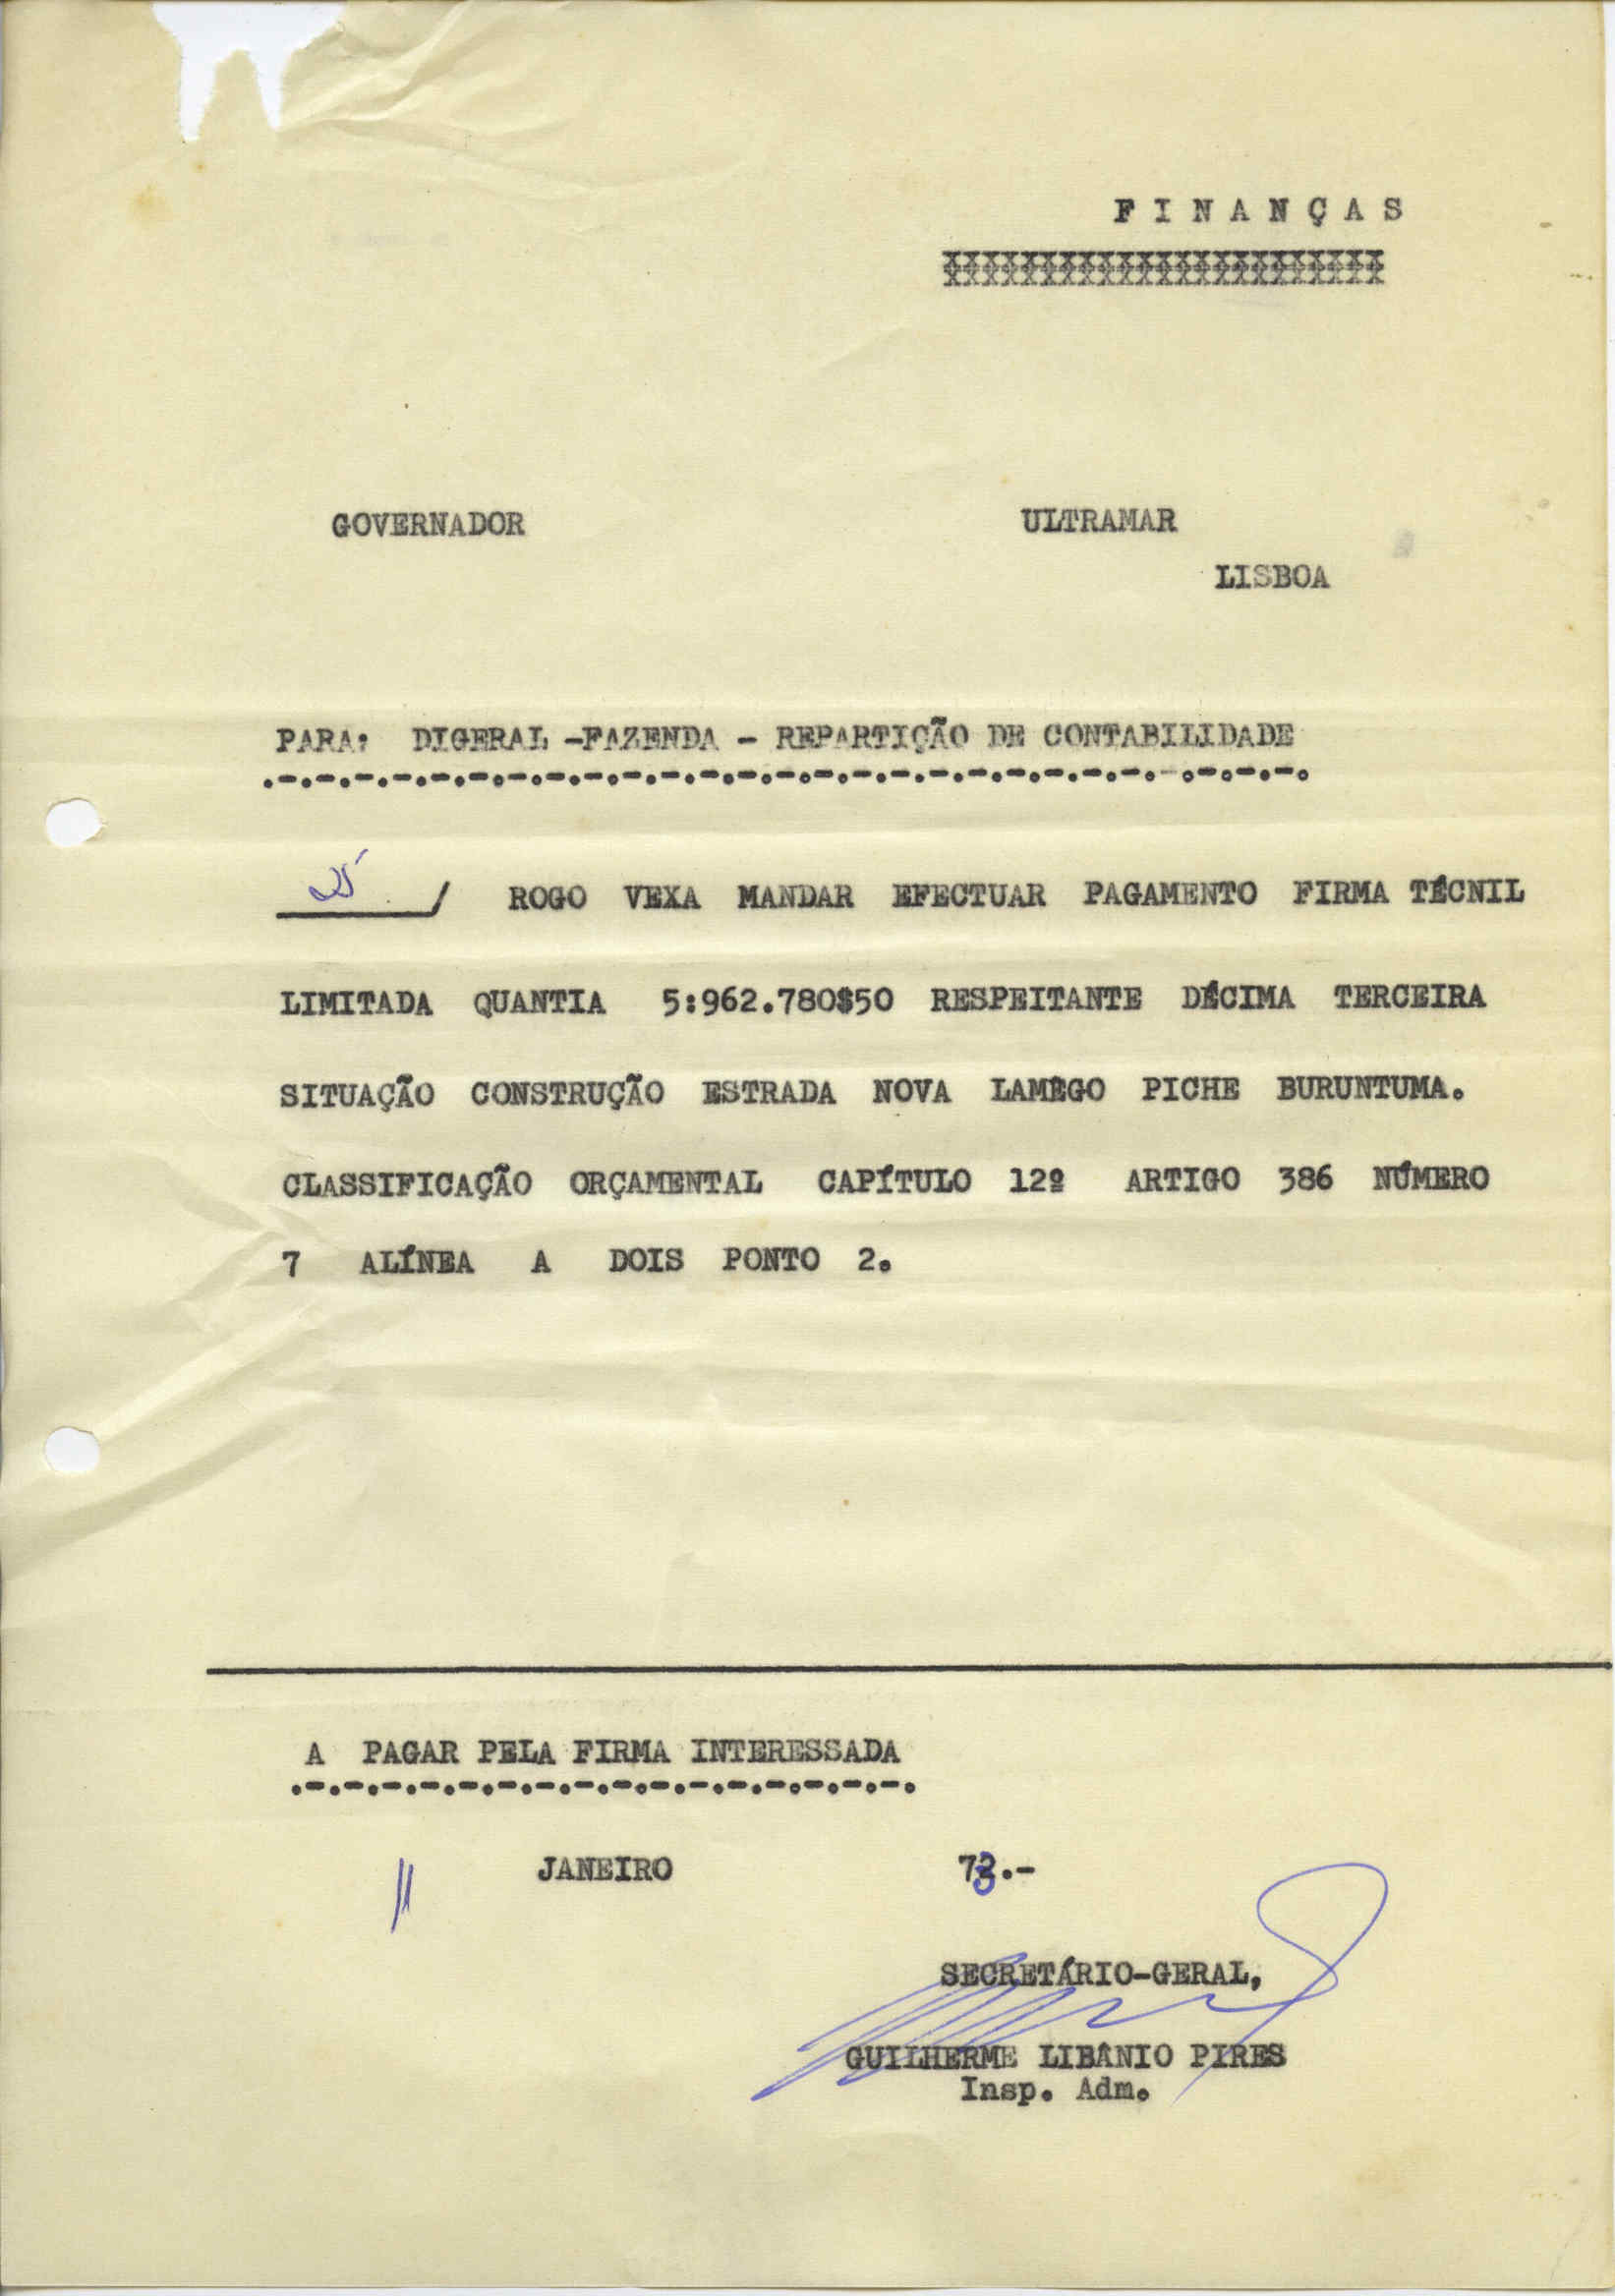 FINANÇAS
XXXXXXXXXXXXXXXXXXXXXXX
GOVERNADOR ULTRAMAR
LISBOA
PARA: DIGERAL -FAZENDA - REPARTIÇÃO DE CONTABILIDADE
/ ROGO VEXA MANDAR EFECTUAR PAGAMENTO FIRMA TÉCNIL
LIMITADA QUANTIA 5:962.780$50 RESPEITANTE DÉCIMA TERCEIRA
SITUAÇÃO CONSTRUÇÃO ESTRADA NOVA LAMEGO PICHE BURUNTUMA.
CLASSIFICAÇÃO ORÇAMENTAL CAPÍTULO 12º ARTIGO 386 NÚMERO
7 ALÍNEA A DOIS PONTO 2.
A PAGAR PELA FIRMA INTERESSADA
11 JANEIRO 73.-
SECRETÁRIO-GERAL,
GUILHERME LIBÂNIO PIRES
Insp. Adm.